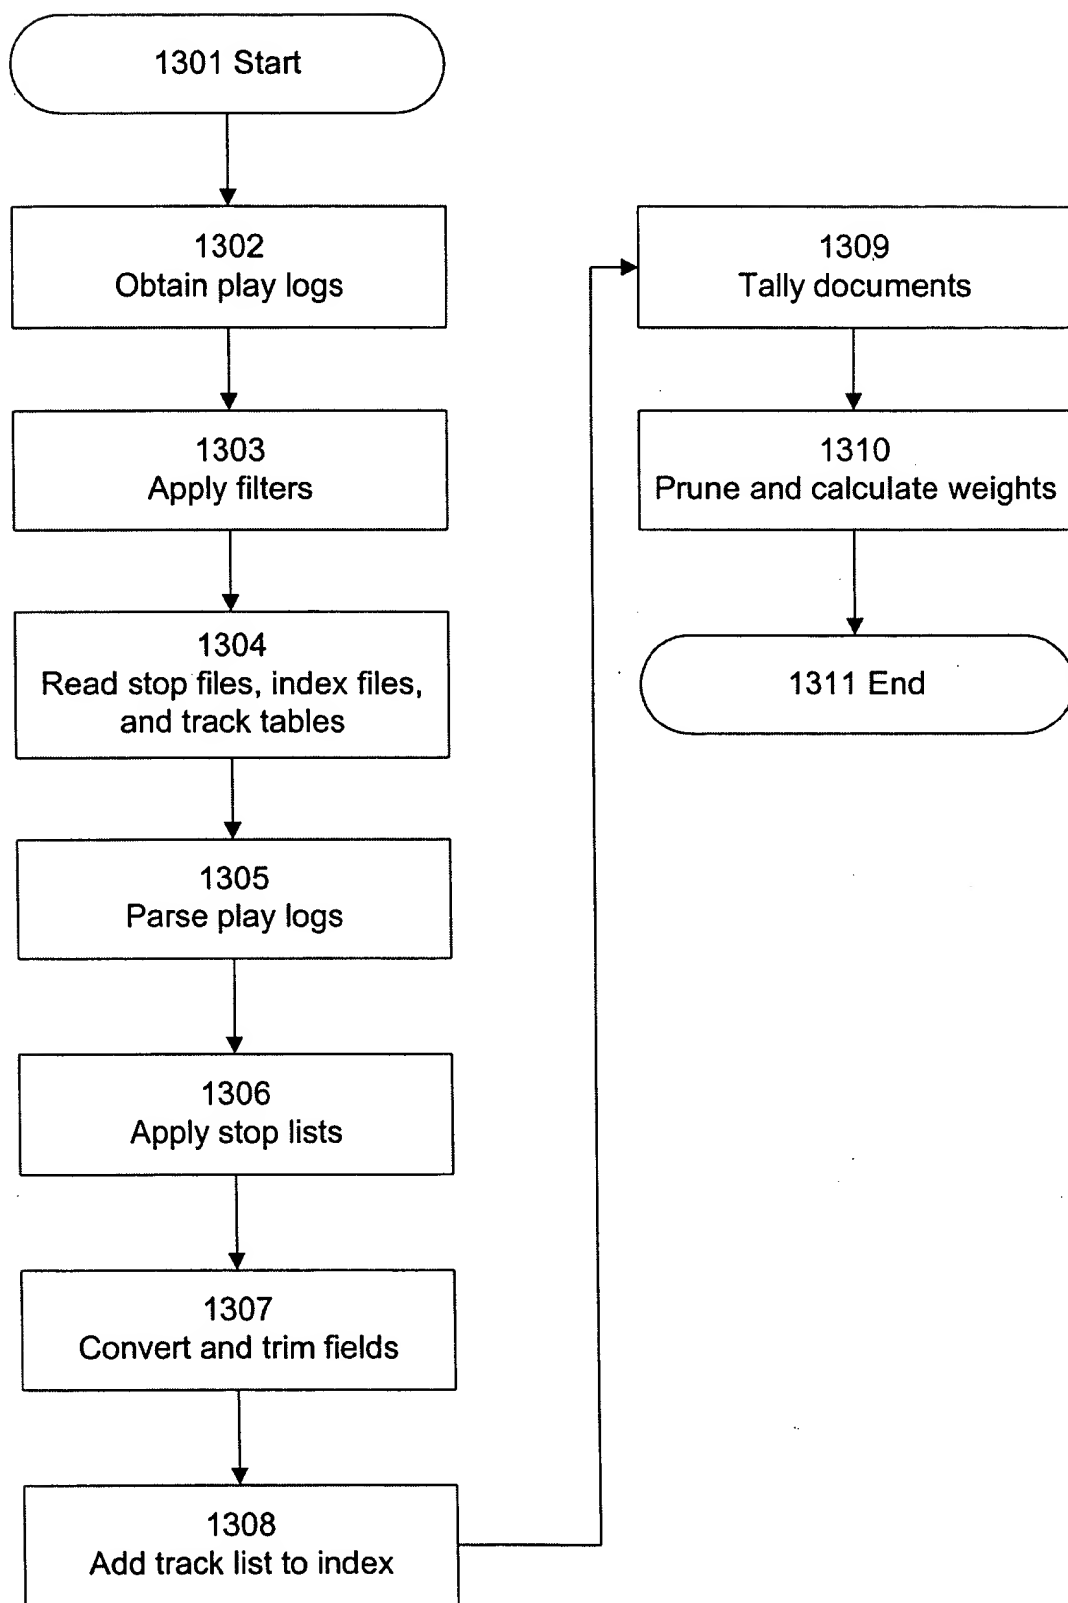 1301 Start
1302
Obtain play logs
1303
Apply filters
1304
Read stop files, index files,
and track tables
1305
Parse play logs
1306
Apply stop lists
1307
Convert and trim fields
1308
Add track list to index
1309
Tally documents
1310
Prune and calculate weights
1311 End